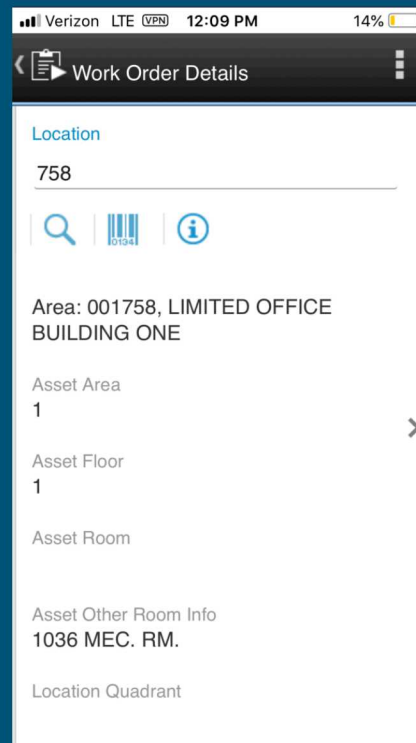 Verizon LTE VPN 12:09 PM 14%
Work Order Details
Location
758
0134
Area: 001758, LIMITED OFFICE
BUILDING ONE
Asset Area
1
Asset Floor
1
Asset Room
Asset Other Room Info
1036 MEC. RM.
Location Quadrant